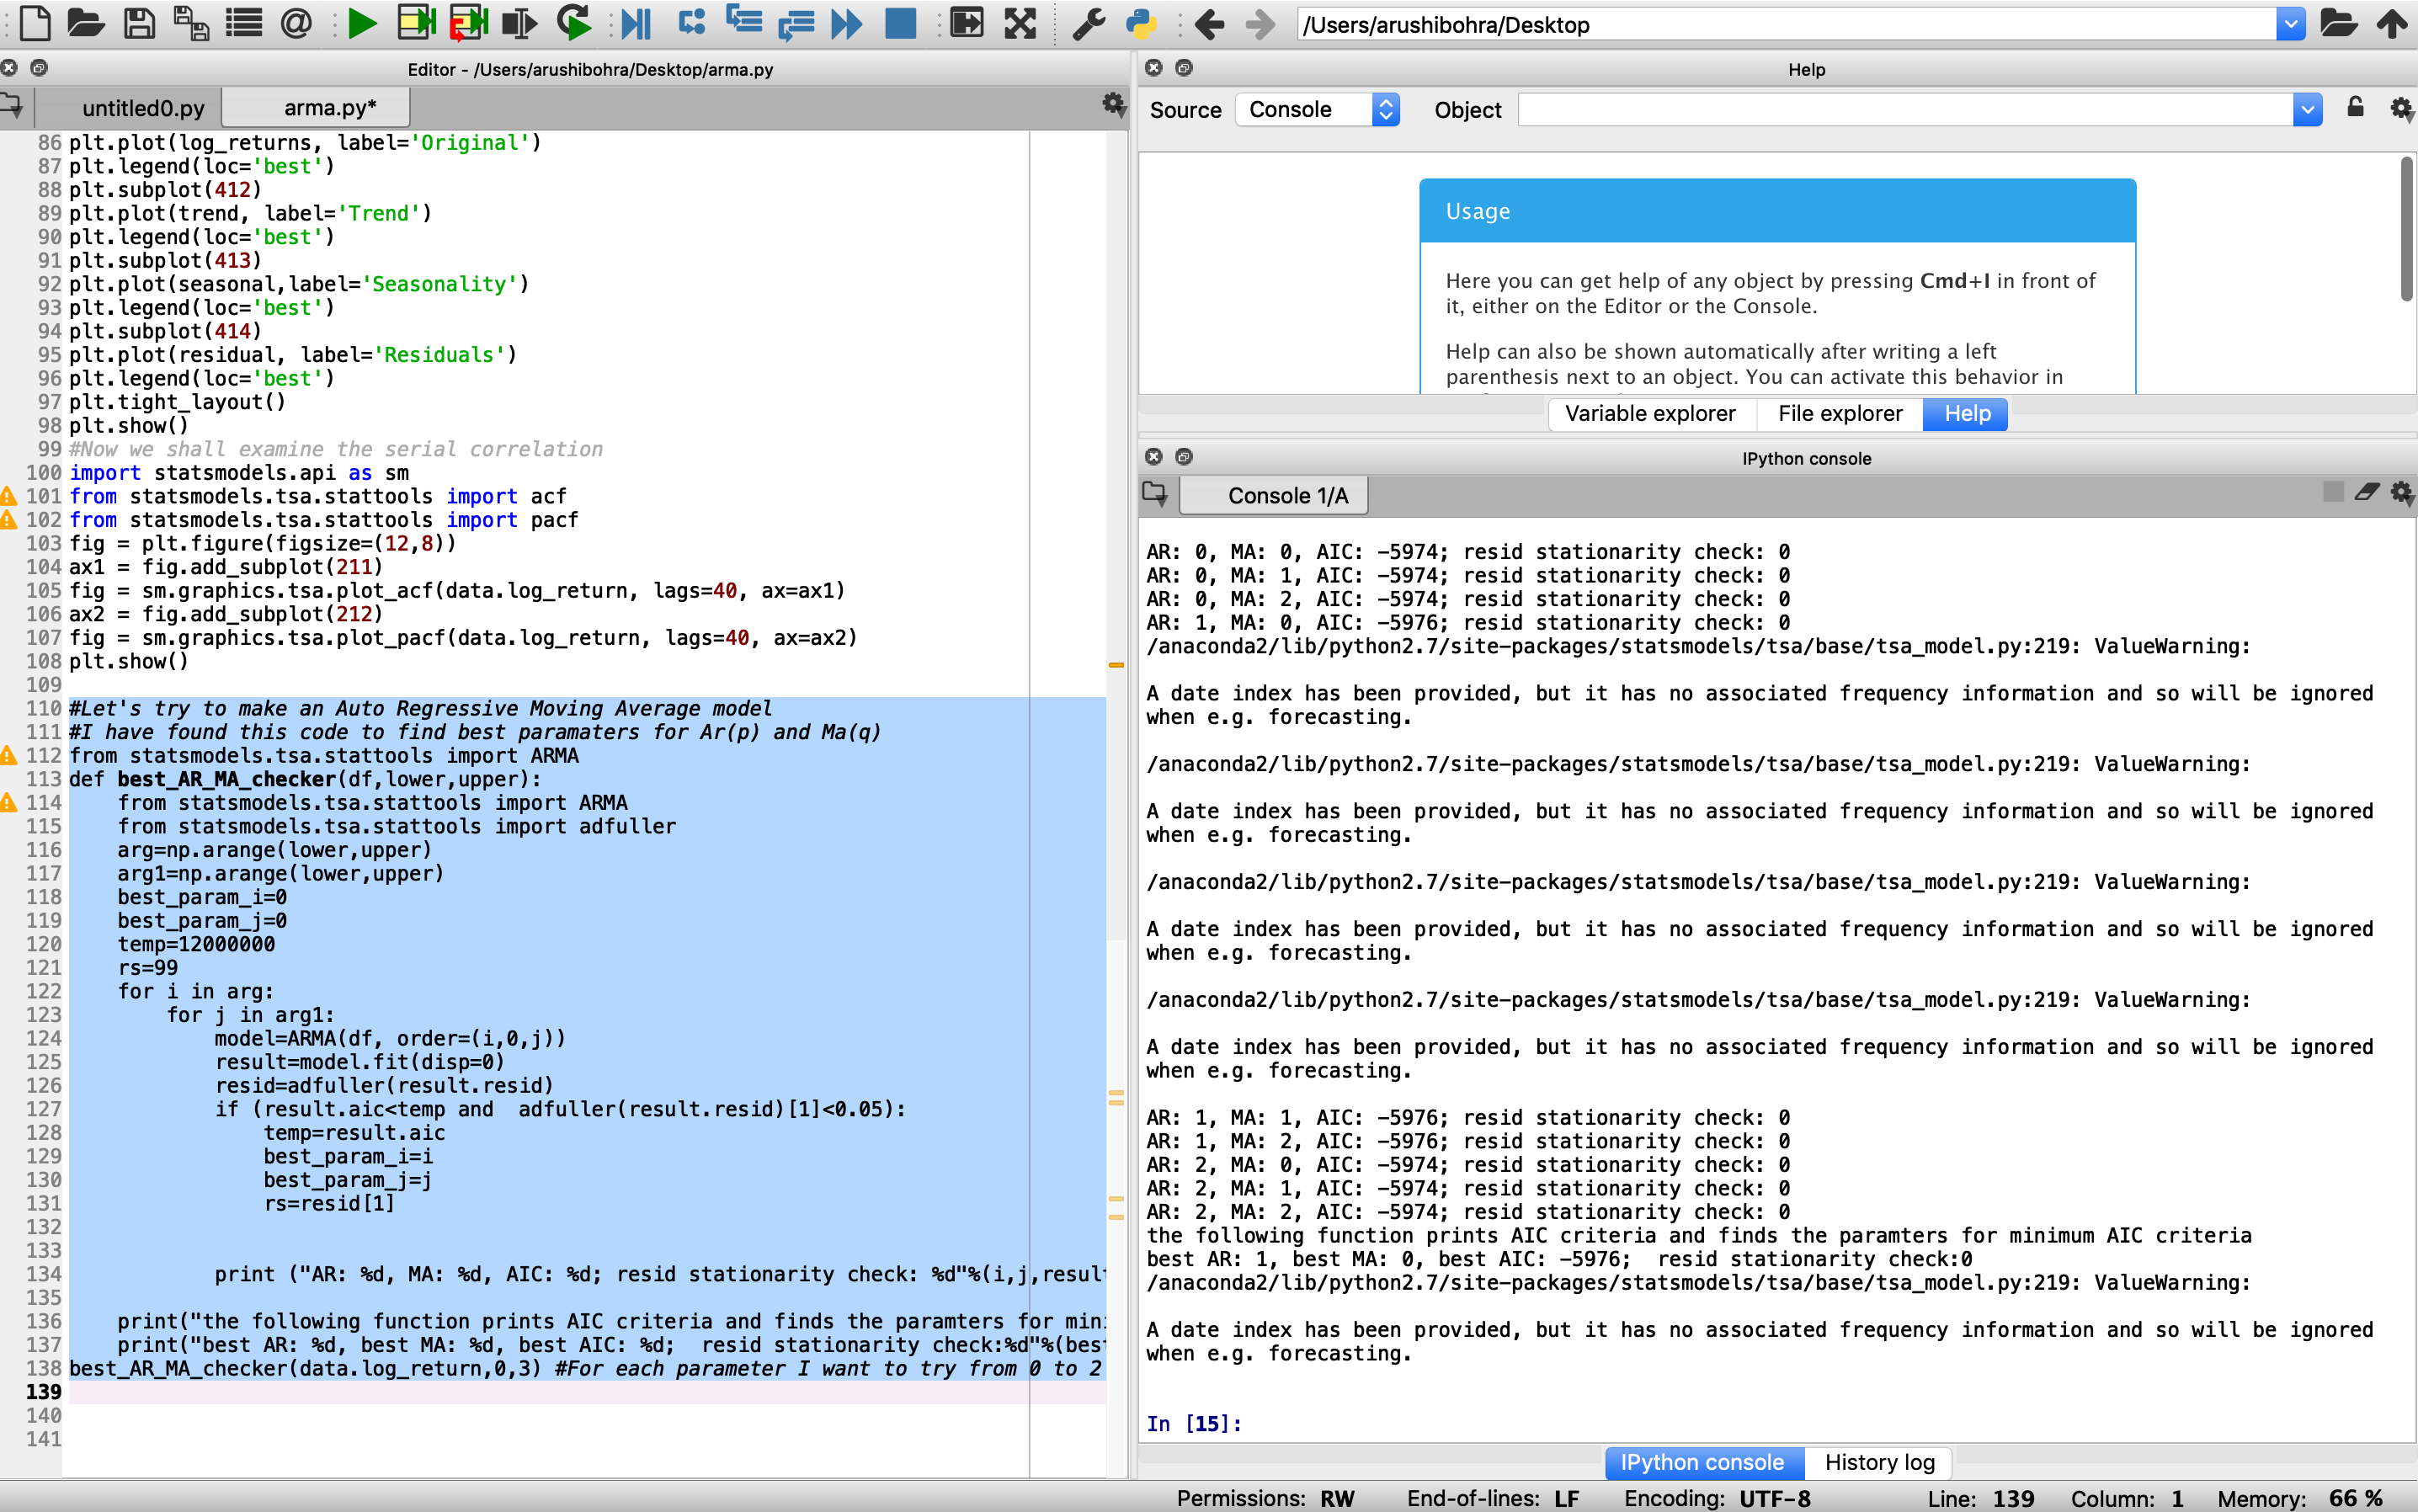 /Users/arushibohra/Desktop
Editor - /Users/arushibohra/Desktop/arma.py
untitled0.py
arma.py*
86 plt.plot(log_returns, label='Original')
87 plt.legend(loc='best')
88 plt.subplot(412)
89 plt.plot(trend, label='Trend')
90 plt.legend(loc='best')
91 plt.subplot(413)
92 plt.plot(seasonal,label='Seasonality')
93 plt.legend(loc='best')
94 plt.subplot(414)
95 plt.plot(residual, label='Residuals')
96 plt.legend(loc='best')
97 plt.tight_layout()
98 plt.show()
99 #Now we shall examine the serial correlation
100 import statsmodels.api as sm
101 from statsmodels.tsa.stattools import acf
102 from statsmodels.tsa.stattools import pacf
103 fig = plt.figure(figsize=(12,8))
104 ax1 = fig.add_subplot(211)
105 fig = sm.graphics.tsa.plot_acf(data.log_return, lags=40, ax=ax1)
106 ax2 = fig.add_subplot(212)
107 fig = sm.graphics.tsa.plot_pacf(data.log_return, lags=40, ax=ax2)
108 plt.show()
109
110 #Let's try to make an Auto Regressive Moving Average model
111 #I have found this code to find best paramaters for Ar(p) and Ma(q)
112 from statsmodels.tsa.stattools import ARMA
113 def best_AR_MA_checker(df,lower,upper):
114     from statsmodels.tsa.stattools import ARMA
115     from statsmodels.tsa.stattools import adfuller
116     arg=np.arange(lower,upper)
117     arg1=np.arange(lower,upper)
118     best_param_i=0
119     best_param_j=0
120     temp=12000000
121     rs=99
122     for i in arg:
123         for j in arg1:
124             model=ARMA(df, order=(i,0,j))
125             result=model.fit(disp=0)
126             resid=adfuller(result.resid)
127             if (result.aic<temp and  adfuller(result.resid)[1]<0.05):
128                 temp=result.aic
129                 best_param_i=i
130                 best_param_j=j
131                 rs=resid[1]
132
133
134             print ("AR: %d, MA: %d, AIC: %d; resid stationarity check: %d"%(i,j,result
135
136     print("the following function prints AIC criteria and finds the paramters for mini
137     print("best AR: %d, best MA: %d, best AIC: %d;  resid stationarity check:%d"%(best
138 best_AR_MA_checker(data.log_return,0,3) #For each parameter I want to try from 0 to 2
139
140
141
Help
Source Console Object
Usage
Here you can get help of any object by pressing Cmd+I in front of
it, either on the Editor or the Console.
Help can also be shown automatically after writing a left
parenthesis next to an object. You can activate this behavior in
Variable explorer File explorer Help
IPython console
Console 1/A
AR: 0, MA: 0, AIC: -5974; resid stationarity check: 0
AR: 0, MA: 1, AIC: -5974; resid stationarity check: 0
AR: 0, MA: 2, AIC: -5974; resid stationarity check: 0
AR: 1, MA: 0, AIC: -5976; resid stationarity check: 0
/anaconda2/lib/python2.7/site-packages/statsmodels/tsa/base/tsa_model.py:219: ValueWarning:
A date index has been provided, but it has no associated frequency information and so will be ignored
when e.g. forecasting.
/anaconda2/lib/python2.7/site-packages/statsmodels/tsa/base/tsa_model.py:219: ValueWarning:
A date index has been provided, but it has no associated frequency information and so will be ignored
when e.g. forecasting.
/anaconda2/lib/python2.7/site-packages/statsmodels/tsa/base/tsa_model.py:219: ValueWarning:
A date index has been provided, but it has no associated frequency information and so will be ignored
when e.g. forecasting.
/anaconda2/lib/python2.7/site-packages/statsmodels/tsa/base/tsa_model.py:219: ValueWarning:
A date index has been provided, but it has no associated frequency information and so will be ignored
when e.g. forecasting.
AR: 1, MA: 1, AIC: -5976; resid stationarity check: 0
AR: 1, MA: 2, AIC: -5976; resid stationarity check: 0
AR: 2, MA: 0, AIC: -5974; resid stationarity check: 0
AR: 2, MA: 1, AIC: -5974; resid stationarity check: 0
AR: 2, MA: 2, AIC: -5974; resid stationarity check: 0
the following function prints AIC criteria and finds the paramters for minimum AIC criteria
best AR: 1, best MA: 0, best AIC: -5976;  resid stationarity check:0
/anaconda2/lib/python2.7/site-packages/statsmodels/tsa/base/tsa_model.py:219: ValueWarning:
A date index has been provided, but it has no associated frequency information and so will be ignored
when e.g. forecasting.
In [15]:
IPython console History log
Permissions: RW End-of-lines: LF Encoding: UTF-8 Line: 139 Column: 1 Memory: 66 %